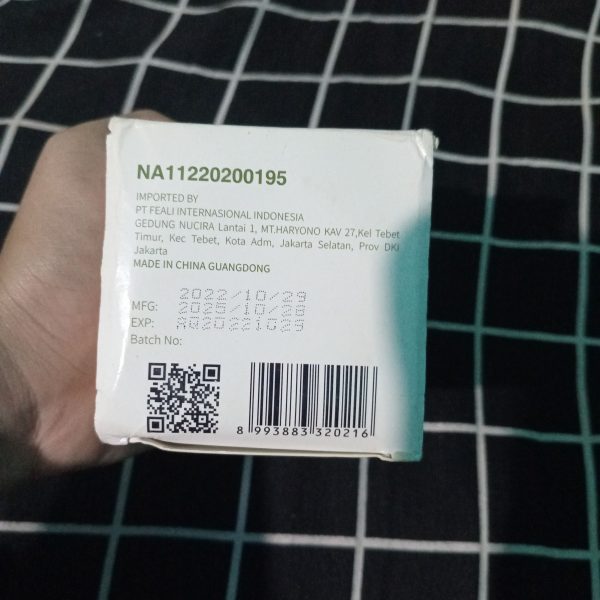 NA11220200195
IMPORTED BY
PT FEALI INTERNASIONAL INDONESIA
GEDUNG NUCIRA Lantai 1, MT.HARYONO KAV 27,Kel Tebet
Timur, Kec Tebet, Kota Adm, Jakarta Selatan, Prov DKI
Jakarta
MADE IN CHINA GUANGDONG
2022/10/29
MFG: 2025/10/28
EXP: 20221029
Batch No:
8 993883 320216